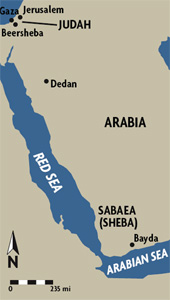 Gaza
Jerusalem
JUDAH
Beersheba
Dedan
ARABIA
RED SEA
SABAEA
(SHEBA)
Bayda
ARABIAN SEA
N
0
235 mi